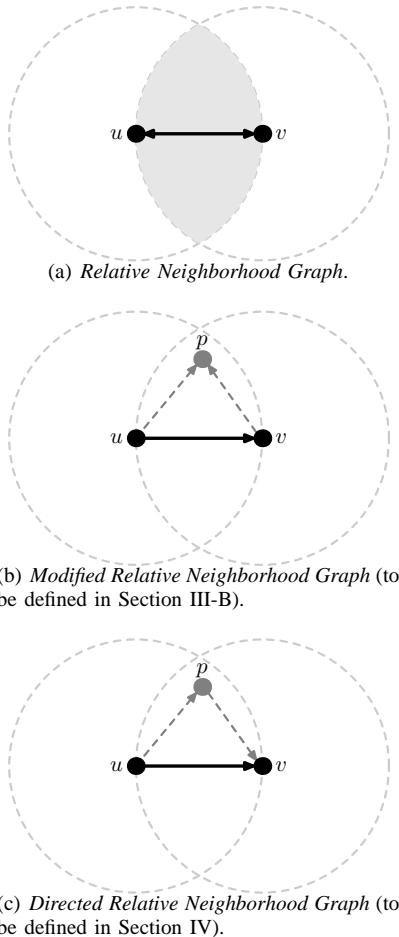 u v
(a) Relative Neighborhood Graph.
p
u v
(b) Modified Relative Neighborhood Graph (to
be defined in Section III-B).
p
u v
(c) Directed Relative Neighborhood Graph (to
be defined in Section IV).